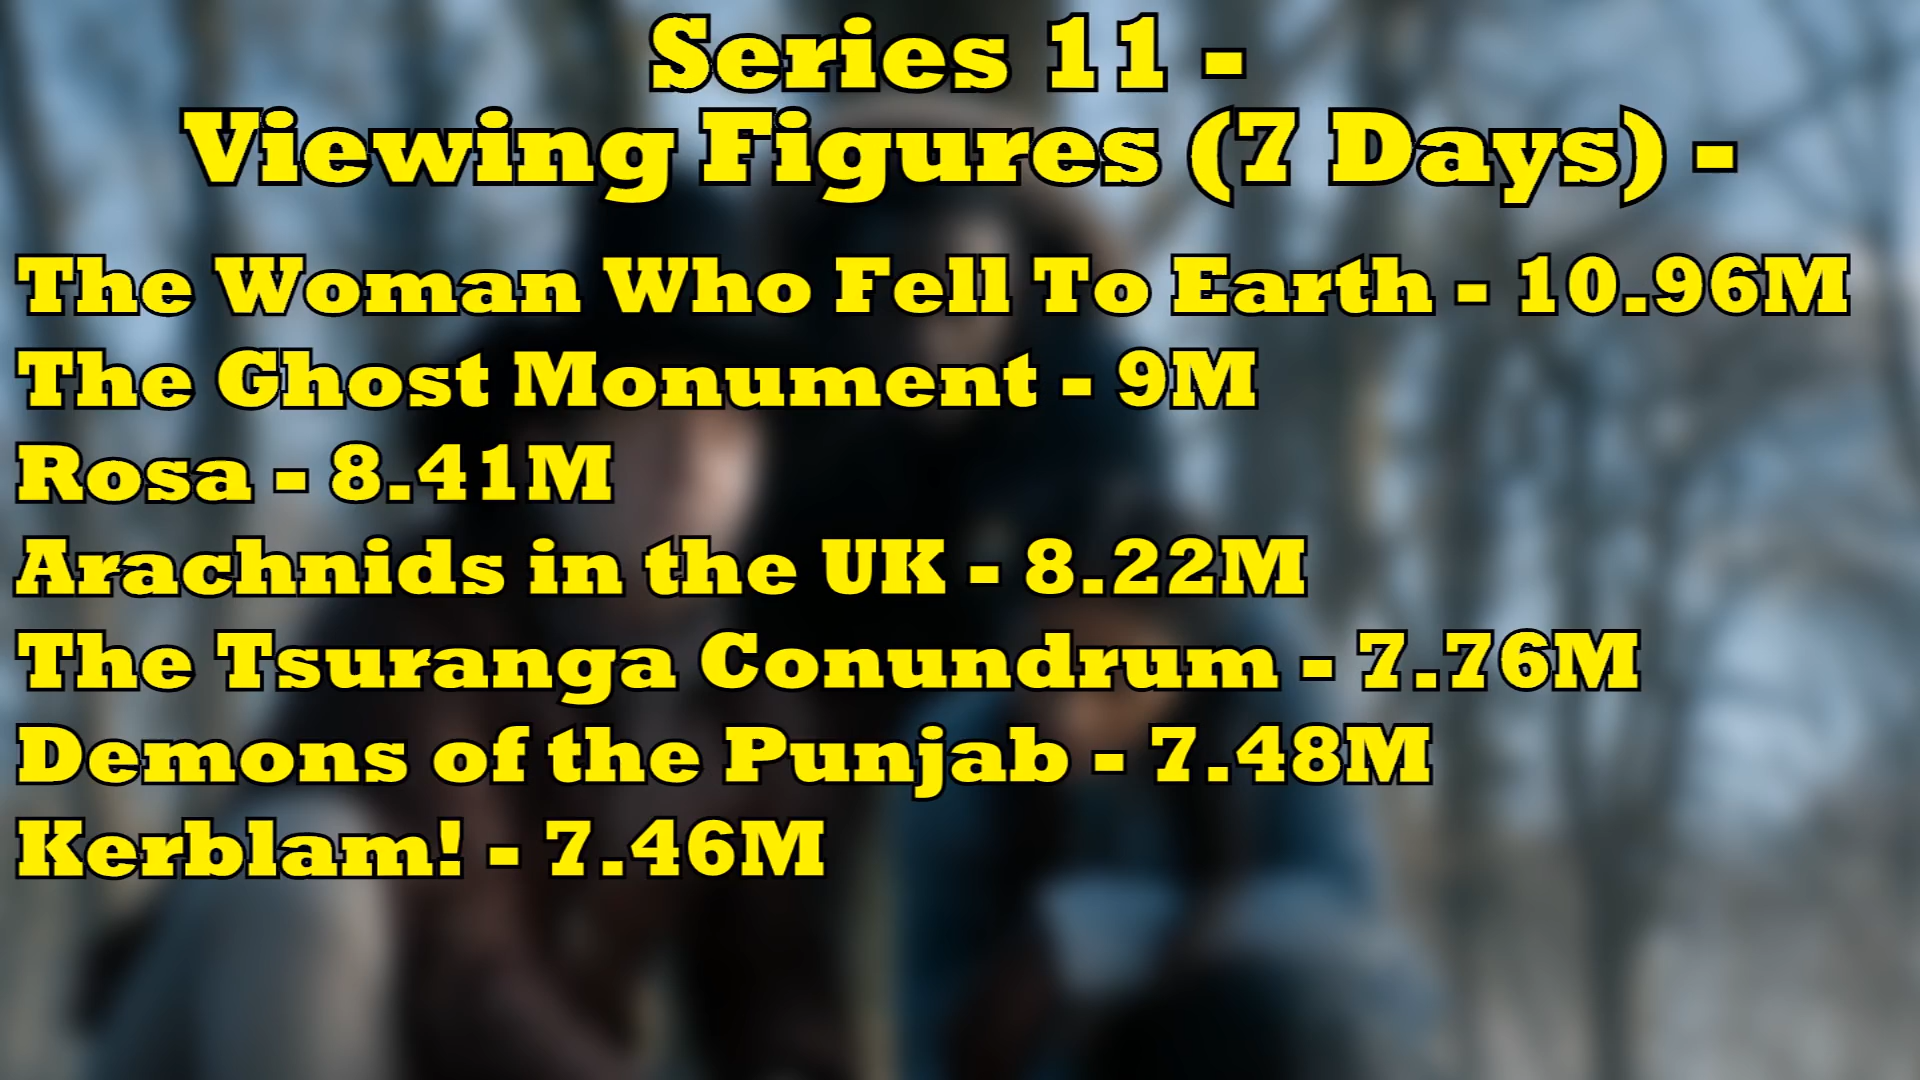 Series 11 -
Viewing Figures (7 Days) -
The Woman Who Fell To Earth - 10.96M
The Ghost Monument - 9M
Rosa - 8.41M
Arachnids in the UK - 8.22M
The Tsuranga Conundrum - 7.76M
Demons of the Punjab - 7.48M
Kerblam! - 7.46M